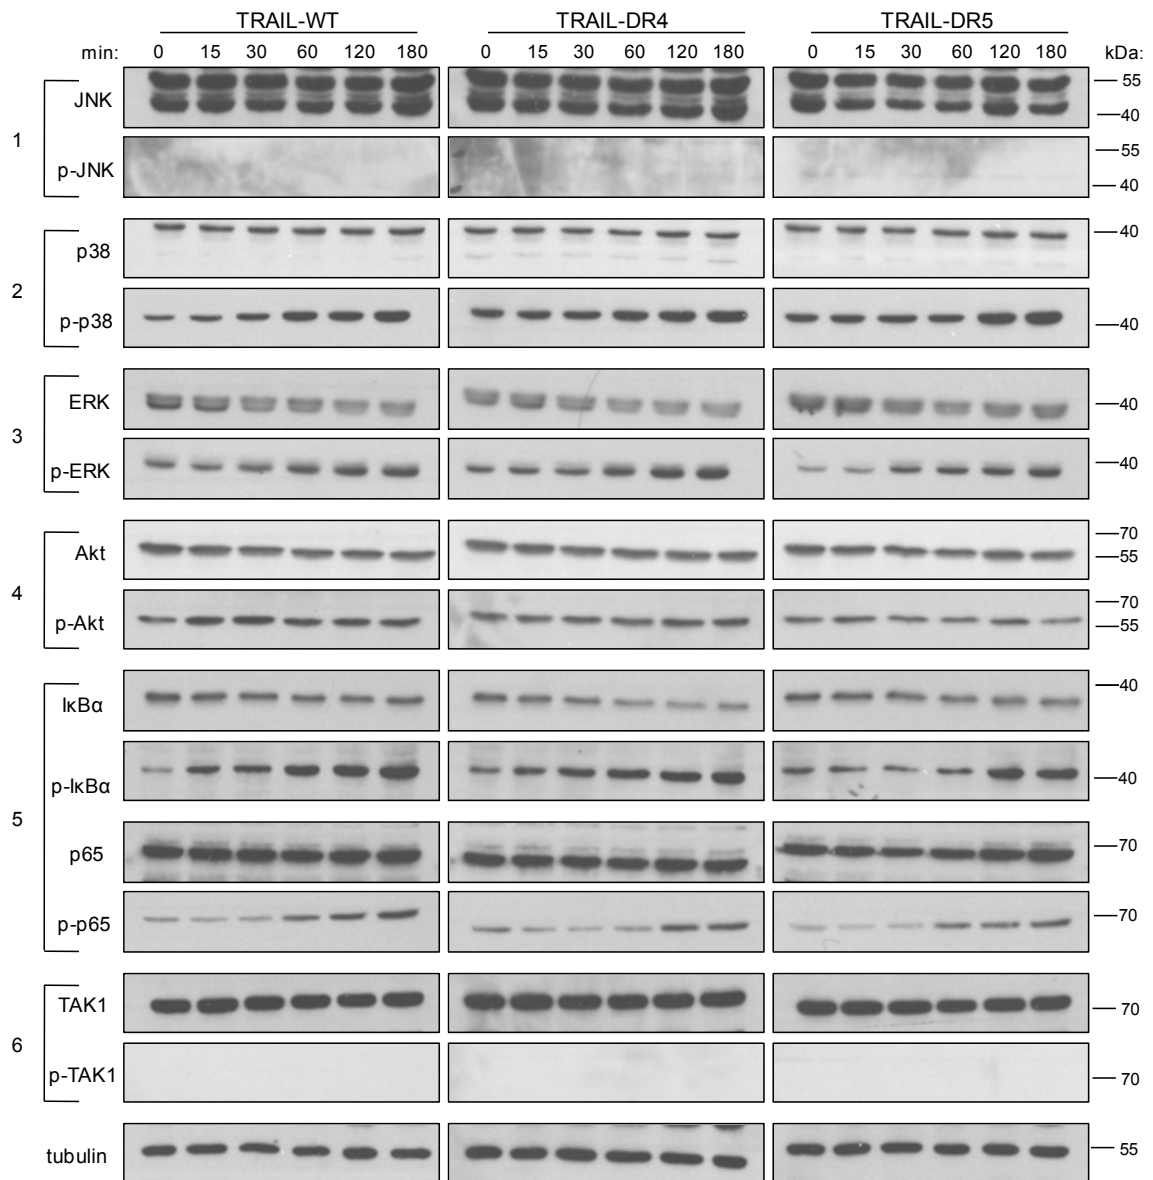 TRAIL-WT TRAIL-DR4 TRAIL-DR5
min: 0 15 30 60 120 180 0 15 30 60 120 180 0 15 30 60 120 180 kDa:
JNK 55
40
1
p-JNK 55
40
p38 40
2
p-p38 40
ERK 40
3
p-ERK 40
Akt 70
55
4
p-Akt 70
55
IκBα 40
p-IκBα 40
5
p65 70
p-p65 70
TAK1 70
6
p-TAK1 70
tubulin 55